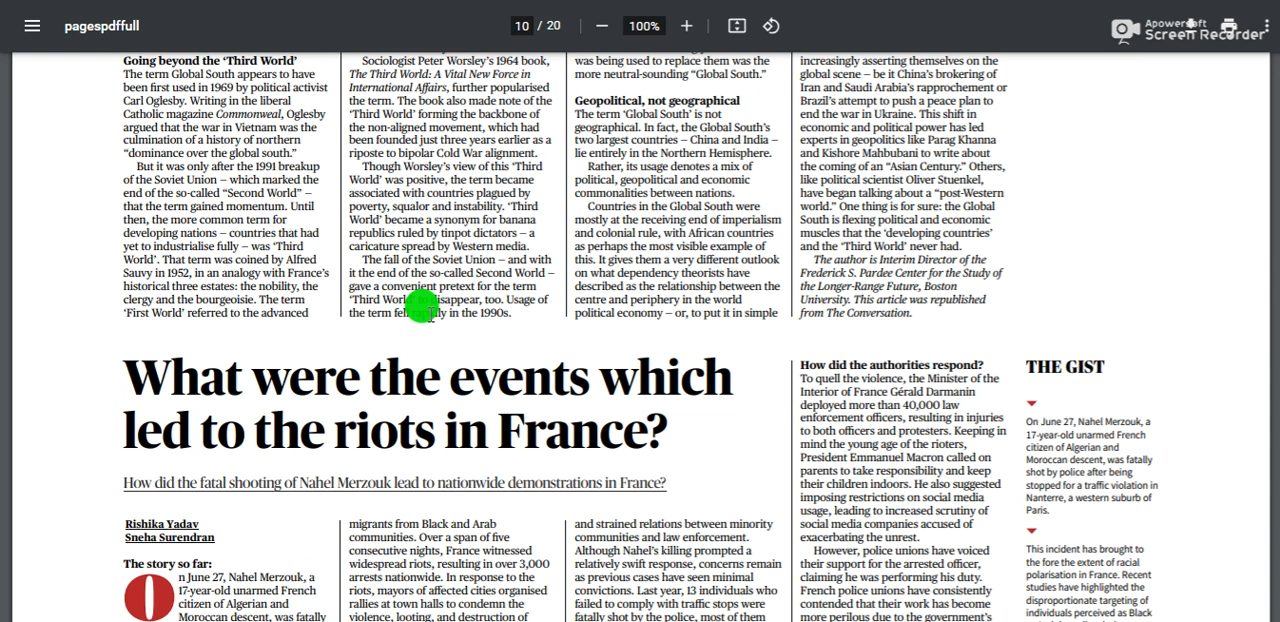 pagespdffull
10 / 20
100%
Apowersoft
Screen Recorder
Going beyond the ‘Third World’
The term Global South appears to have
been first used in 1969 by political activist
Carl Oglesby. Writing in the liberal
Catholic magazine Commonweal, Oglesby
argued that the war in Vietnam was the
culmination of a history of northern
“dominance over the global south.”
But it was only after the 1991 breakup
of the Soviet Union – which marked the
end of the so-called “Second World” –
that the term gained momentum. Until
then, the more common term for
developing nations – countries that had
yet to industrialise fully – was ‘Third
World’. That term was coined by Alfred
Sauvy in 1952, in an analogy with France’s
historical three estates: the nobility, the
clergy and the bourgeoisie. The term
‘First World’ referred to the advanced
Sociologist Peter Worsley’s 1964 book,
The Third World: A Vital New Force in
International Affairs, further popularised
the term. The book also made note of the
‘Third World’ forming the backbone of
the non-aligned movement, which had
been founded just three years earlier as a
riposte to bipolar Cold War alignment.
Though Worsley’s view of this ‘Third
World’ was positive, the term became
associated with countries plagued by
poverty, squalor and instability. ‘Third
World’ became a synonym for banana
republics ruled by tinpot dictators – a
caricature spread by Western media.
The fall of the Soviet Union – and with
it the end of the so-called Second World –
gave a convenient pretext for the term
‘Third World’ to disappear, too. Usage of
the term fell rapidly in the 1990s.
was being used to replace them was the
more neutral-sounding “Global South.”
Geopolitical, not geographical
The term ‘Global South’ is not
geographical. In fact, the Global South’s
two largest countries – China and India –
lie entirely in the Northern Hemisphere.
Rather, its usage denotes a mix of
political, geopolitical and economic
commonalities between nations.
Countries in the Global South were
mostly at the receiving end of imperialism
and colonial rule, with African countries
as perhaps the most visible example of
this. It gives them a very different outlook
on what dependency theorists have
described as the relationship between the
centre and periphery in the world
political economy – or, to put it in simple
increasingly asserting themselves on the
global scene – be it China’s brokering of
Iran and Saudi Arabia’s rapprochement or
Brazil’s attempt to push a peace plan to
end the war in Ukraine. This shift in
economic and political power has led
experts in geopolitics like Parag Khanna
and Kishore Mahbubani to write about
the coming of an “Asian Century.” Others,
like political scientist Oliver Stuenkel,
have began talking about a “post-Western
world.” One thing is for sure: the Global
South is flexing political and economic
muscles that the ‘developing countries’
and the ‘Third World’ never had.
The author is Interim Director of the
Frederick S. Pardee Center for the Study of
the Longer-Range Future, Boston
University. This article was republished
from The Conversation.
What were the events which
led to the riots in France?
How did the fatal shooting of Nahel Merzouk lead to nationwide demonstrations in France?
Rishika Yadav
Sneha Surendran
The story so far:
On June 27, Nahel Merzouk, a
17-year-old unarmed French
citizen of Algerian and
Moroccan descent, was fatally
migrants from Black and Arab
communities. Over a span of five
consecutive nights, France witnessed
widespread riots, resulting in over 3,000
arrests nationwide. In response to the
riots, mayors of affected cities organised
rallies at town halls to condemn the
violence, looting, and destruction of
and strained relations between minority
communities and law enforcement.
Although Nahel’s killing prompted a
relatively swift response, concerns remain
as previous cases have seen minimal
convictions. Last year, 13 individuals who
failed to comply with traffic stops were
fatally shot by the police, most of them
How did the authorities respond?
To quell the violence, the Minister of the
Interior of France Gérald Darmanin
deployed more than 40,000 law
enforcement officers, resulting in injuries
to both officers and protesters. Keeping in
mind the young age of the rioters,
President Emmanuel Macron called on
parents to take responsibility and keep
their children indoors. He also suggested
imposing restrictions on social media
usage, leading to increased scrutiny of
social media companies accused of
exacerbating the unrest.
However, police unions have voiced
their support for the arrested officer,
claiming he was performing his duty.
French police unions have consistently
contended that their work has become
more perilous due to the government’s
THE GIST
On June 27, Nahel Merzouk, a
17-year-old unarmed French
citizen of Algerian and
Moroccan descent, was fatally
shot by police after being
stopped for a traffic violation in
Nanterre, a western suburb of
Paris.
This incident has brought to
the fore the extent of racial
polarisation in France. Recent
studies have highlighted the
disproportionate targeting of
individuals perceived as Black